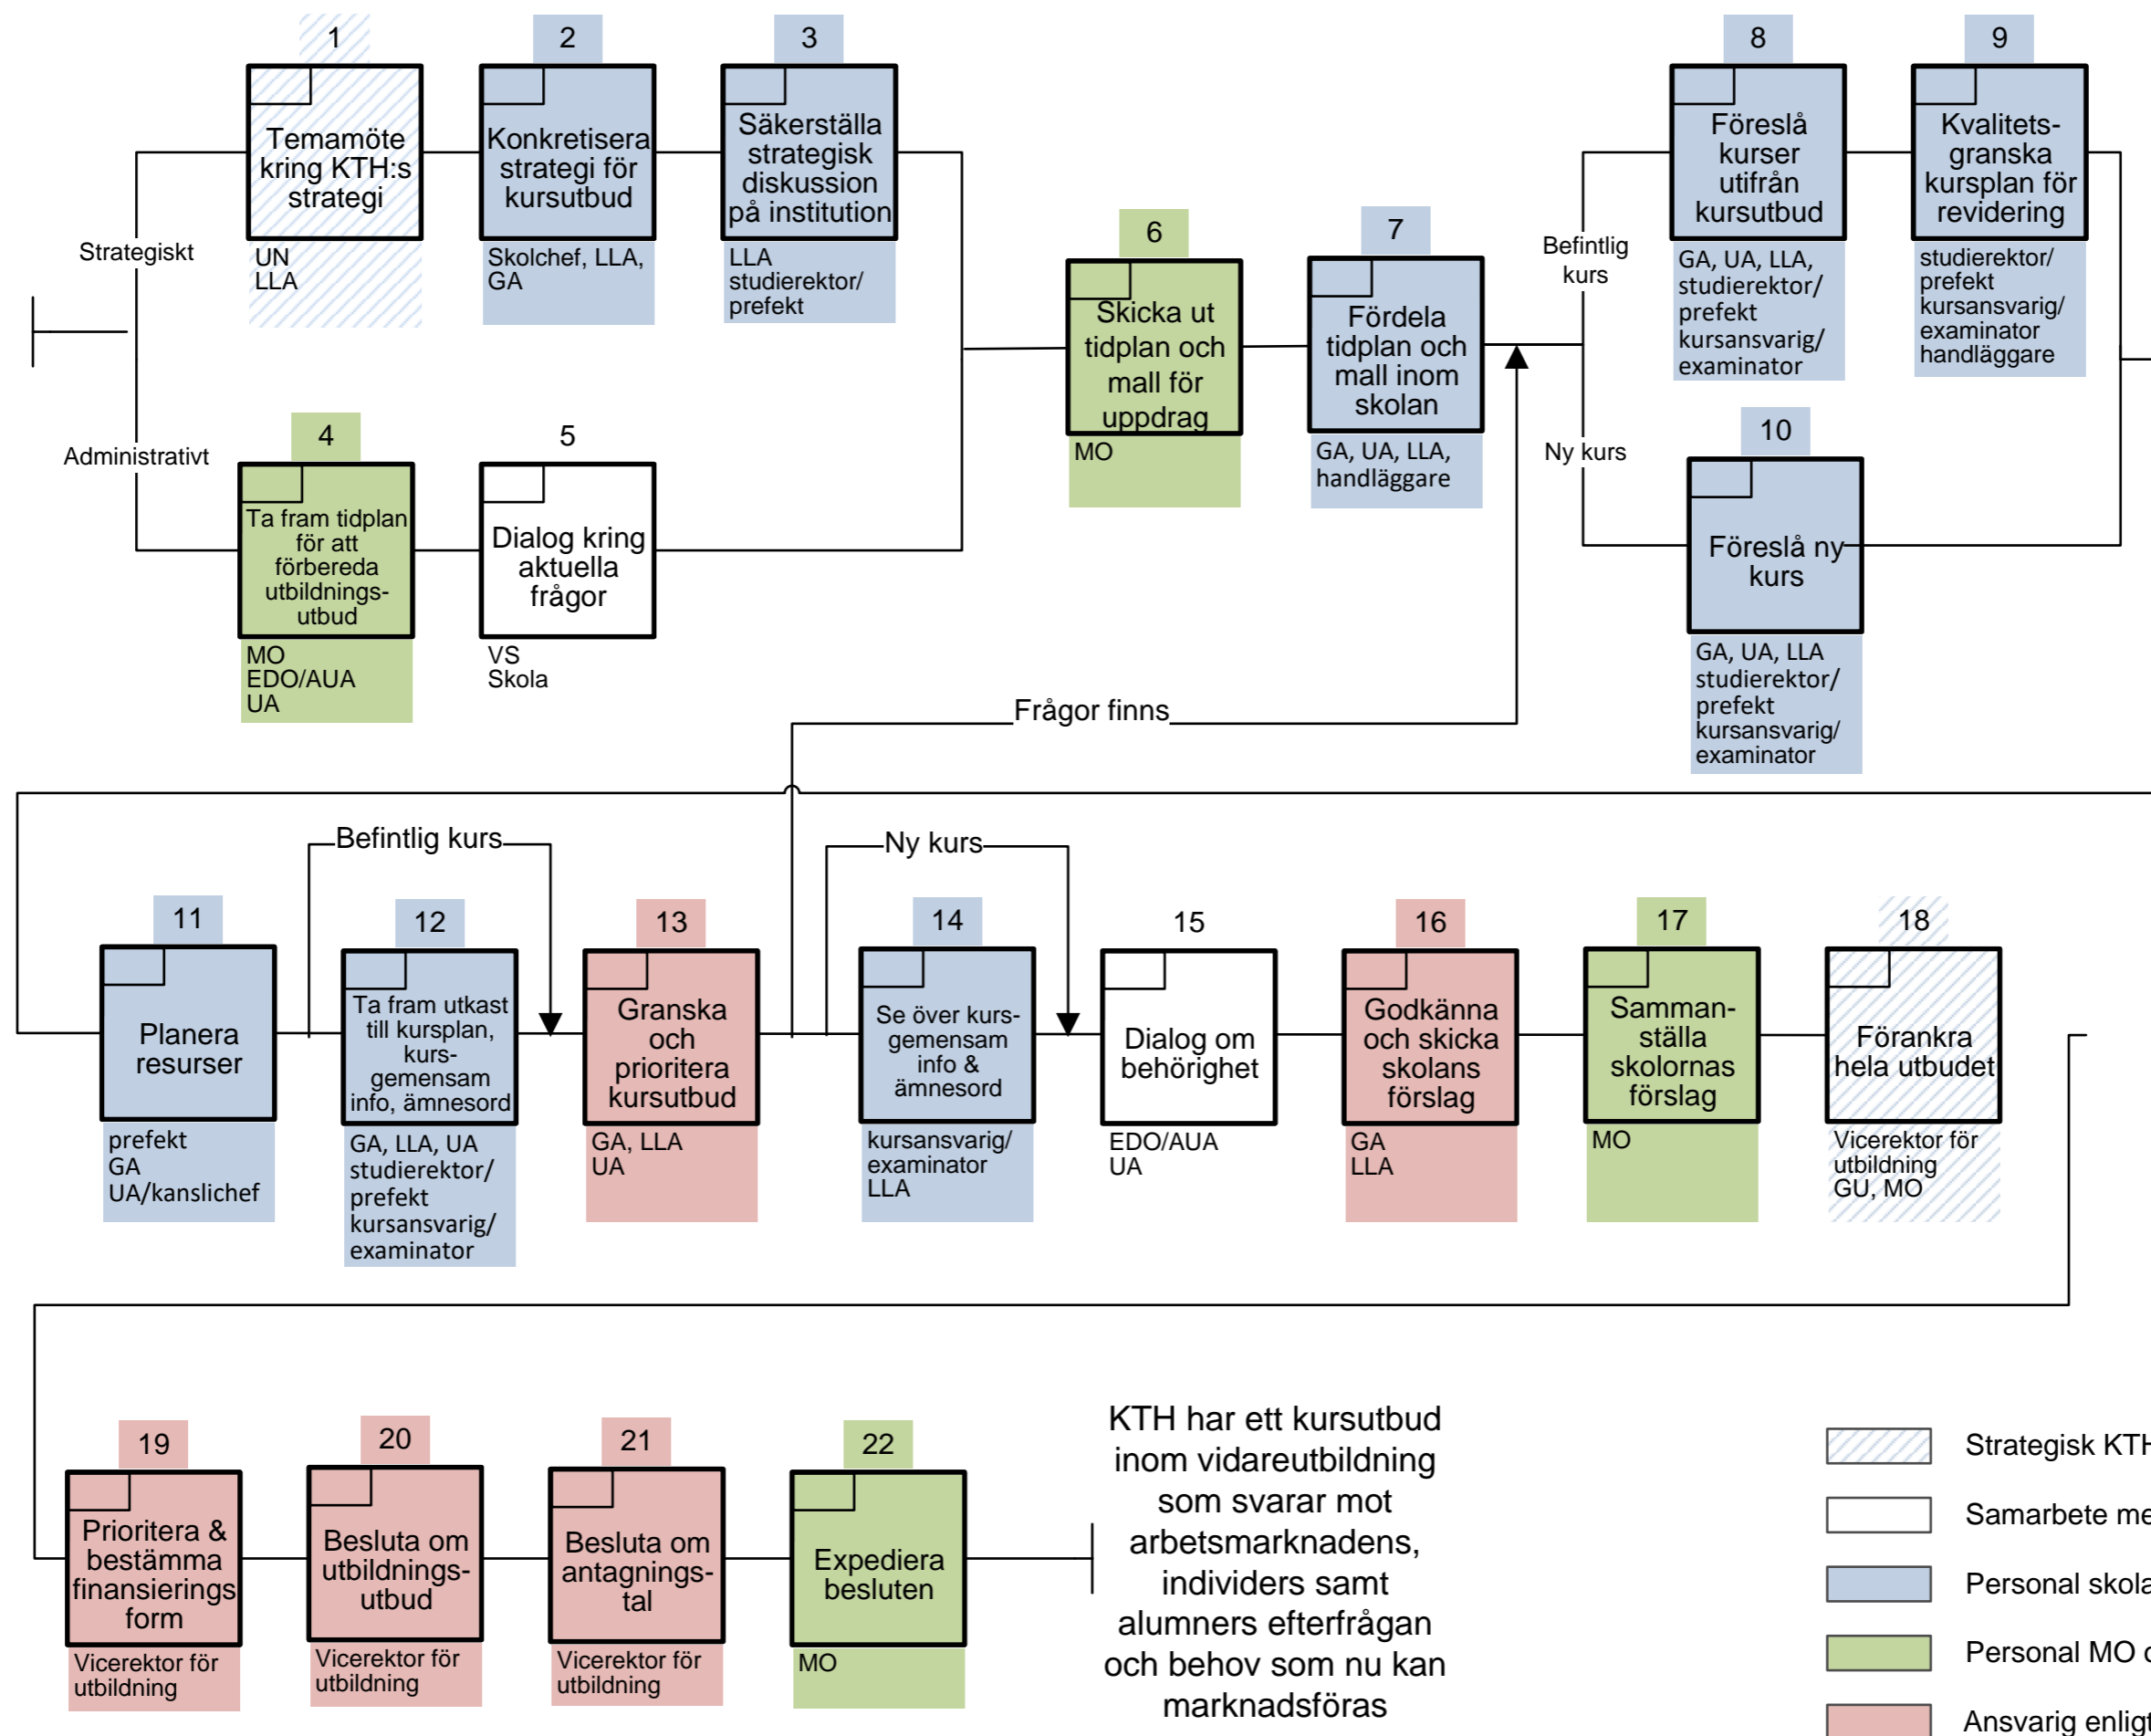 1
Temamöte
kring KTH:s
strategi
UN
LLA
2
Konkretisera
strategi för
kursutbud
Skolchef, LLA,
GA
3
Säkerställa
strategisk
diskussion
på institution
LLA
studierektor/
prefekt
Strategiskt
Administrativt
4
Ta fram tidplan
för att
förbereda
utbildnings-
utbud
MO
EDO/AUA
UA
5
Dialog kring
aktuella
frågor
VS
Skola
6
Skicka ut
tidplan och
mall för
uppdrag
MO
7
Fördela
tidplan och
mall inom
skolan
GA, UA, LLA,
handläggare
Befintlig
kurs
Ny kurs
8
Föreslå
kurser
utifrån
kursutbud
GA, UA, LLA,
studierektor/
prefekt
kursansvarig/
examinator
9
Kvalitets-
granska
kursplan för
revidering
studierektor/
prefekt
kursansvarig/
examinator
handläggare
10
Föreslå ny
kurs
GA, UA, LLA
studierektor/
prefekt
kursansvarig/
examinator
Frågor finns
Befintlig kurs
Ny kurs
11
Planera
resurser
prefekt
GA
UA/kanslichef
12
Ta fram utkast
till kursplan,
kurs-
gemensam
info, ämnesord
GA, LLA, UA
studierektor/
prefekt
kursansvarig/
examinator
13
Granska
och
prioritera
kursutbud
GA, LLA
UA
14
Se över kurs-
gemensam
info &
ämnesord
kursansvarig/
examinator
LLA
15
Dialog om
behörighet
EDO/AUA
UA
16
Godkänna
och skicka
skolans
förslag
GA
LLA
17
Samman-
ställa
skolornas
förslag
MO
18
Förankra
hela utbudet
Vicerektor för
utbildning
GU, MO
19
Prioritera &
bestämma
finansierings
form
Vicerektor för
utbildning
20
Besluta om
utbildnings-
utbud
Vicerektor för
utbildning
21
Besluta om
antagnings-
tal
Vicerektor för
utbildning
22
Expediera
besluten
MO
KTH har ett kursutbud
inom vidareutbildning
som svarar mot
arbetsmarknadens,
individers samt
alumners efterfrågan
och behov som nu kan
marknadsföras
Strategisk KTH
Samarbete me
Personal skola
Personal MO
Ansvarig enligt